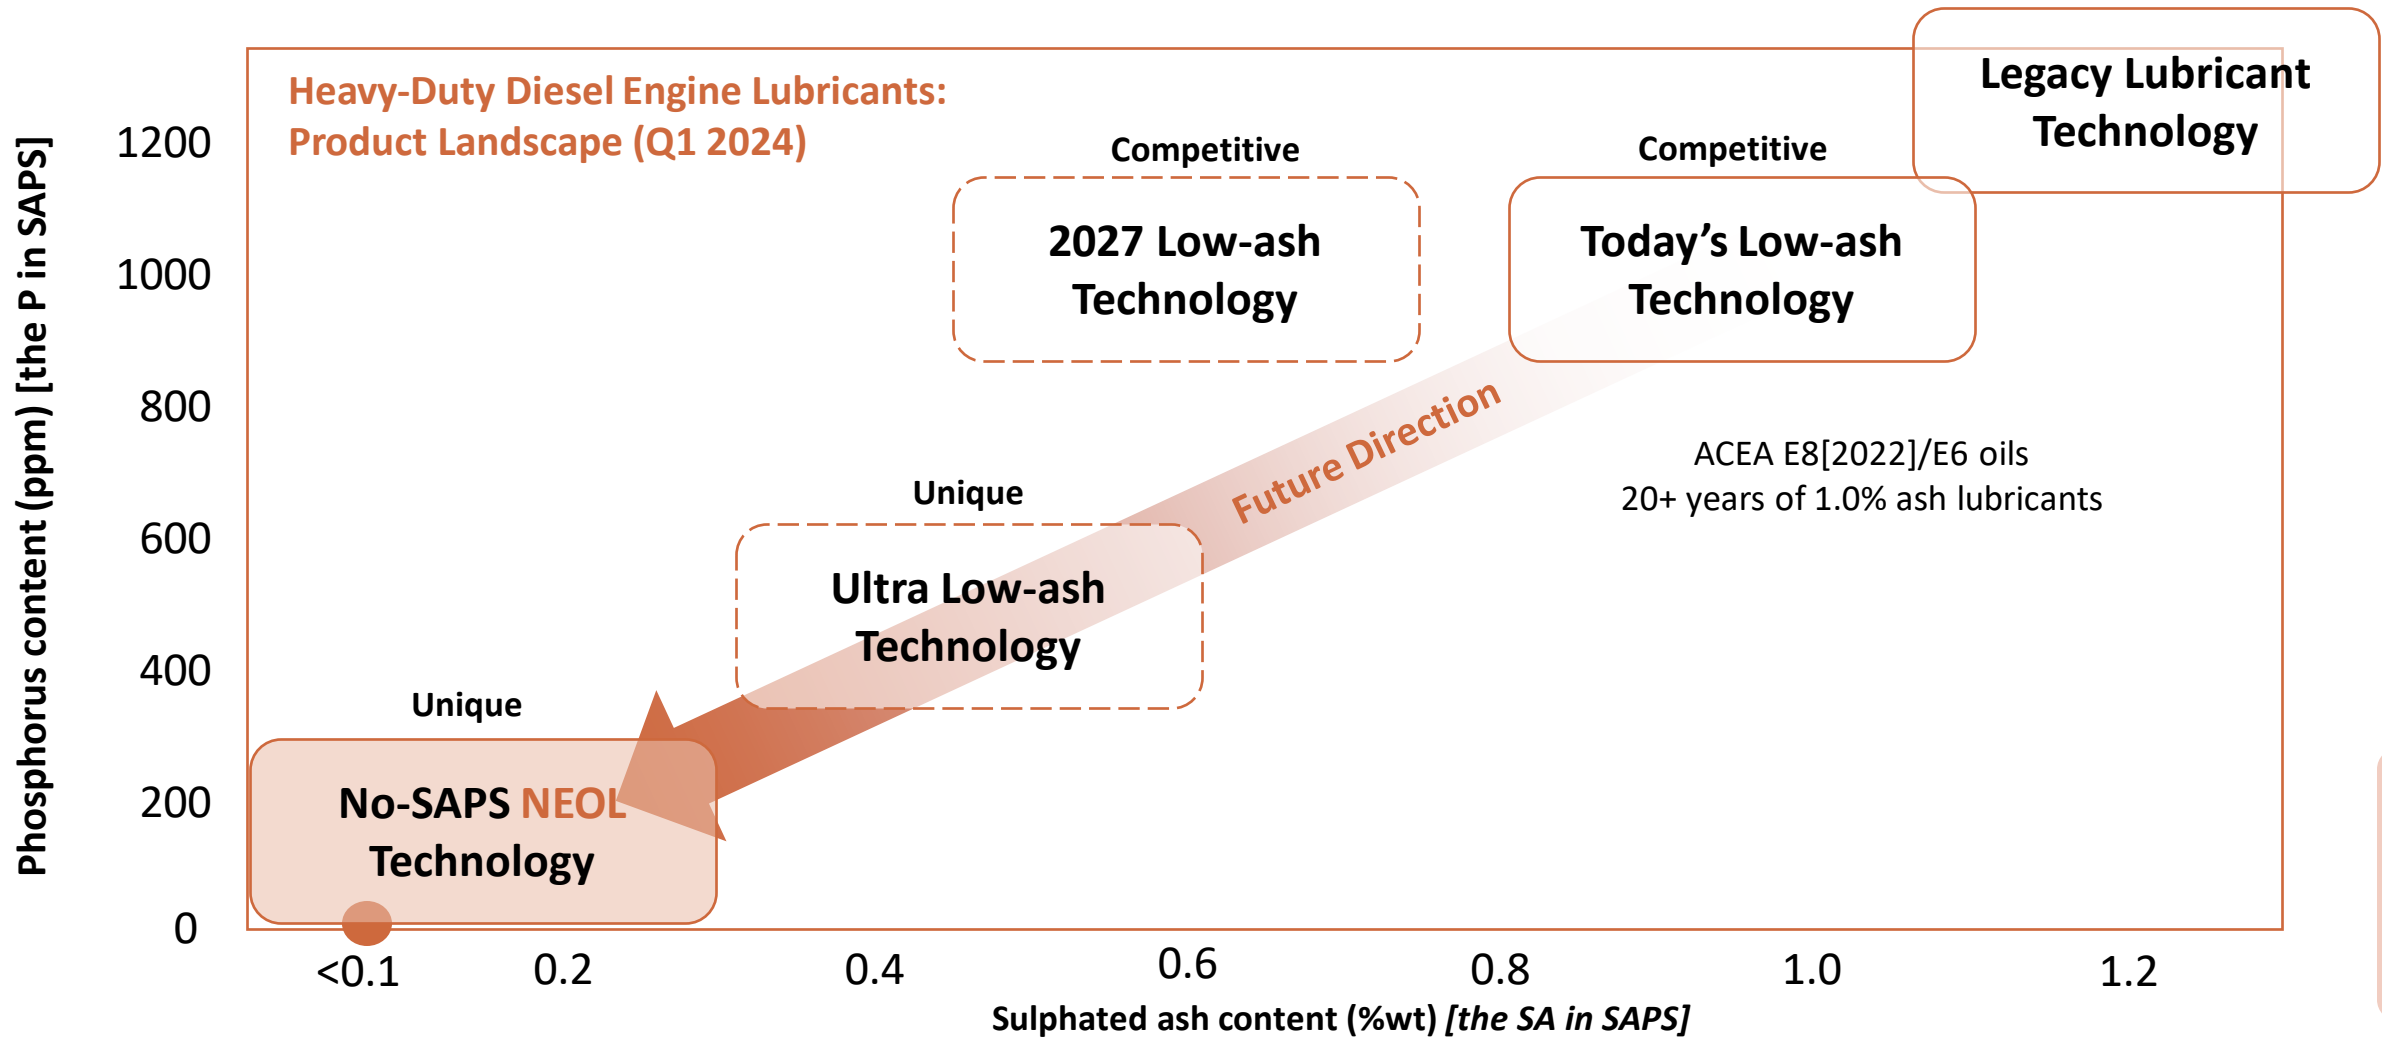 Heavy-Duty Diesel Engine Lubricants:
Product Landscape (Q1 2024)
Legacy Lubricant
Technology
Competitive
2027 Low-ash
Technology
Competitive
Today’s Low-ash
Technology
Future Direction
ACEA E8[2022]/E6 oils
20+ years of 1.0% ash lubricants
Unique
Ultra Low-ash
Technology
Unique
No-SAPS NEOL
Technology
Phosphorus content (ppm) [the P in SAPS]
1200
1000
800
600
400
200
0
<0.1 0.2 0.4 0.6 0.8 1.0 1.2
Sulphated ash content (%wt) [the SA in SAPS]